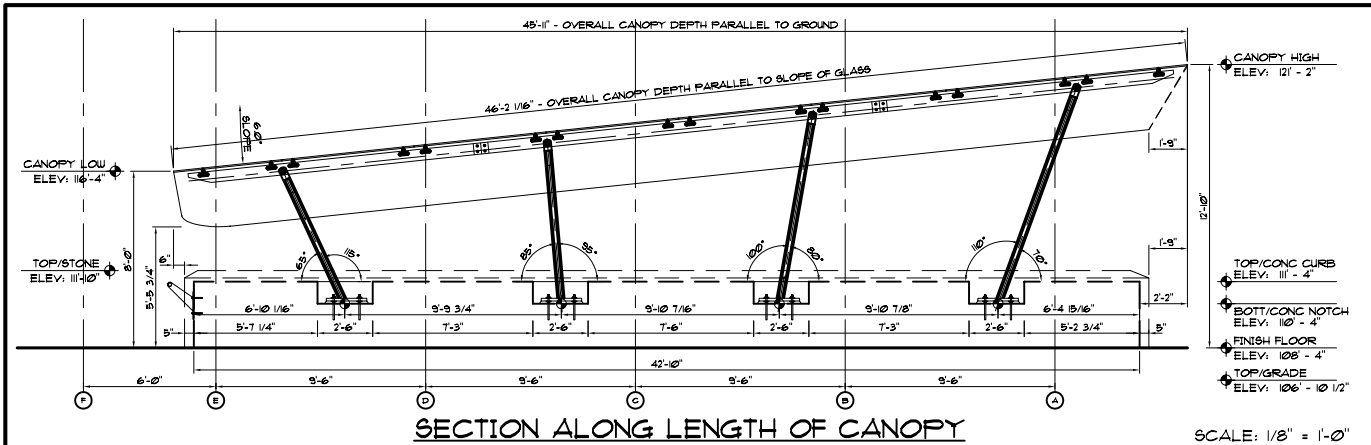 45'-11" - OVERALL CANOPY DEPTH PARALLEL TO GROUND
46'-2 1/16" - OVERALL CANOPY DEPTH PARALLEL TO SLOPE OF GLASS
6.0°
SLOPE
CANOPY LOW
ELEV: 116'-4"
TOP/STONE
ELEV: 111'-10"
8'-0"
5'-5 3/4"
6"
65°
115°
85°
95°
100°
80°
110°
70°
CANOPY HIGH
ELEV: 121' - 2"
1'-9"
12'-10"
1'-9"
2'-2"
TOP/CONC CURB
ELEV: 111' - 4"
BOTT/CONC NOTCH
ELEV: 110' - 4"
FINISH FLOOR
ELEV: 108' - 4"
TOP/GRADE
ELEV: 106' - 10 1/2"
6'-10 1/16"
9'-9 3/4"
9'-10 7/16"
9'-10 7/8"
6'-4 15/16"
5"
5'-7 1/4"
2'-6"
7'-3"
2'-6"
7'-6"
2'-6"
7'-3"
2'-6"
5'-2 3/4"
5"
42'-10"
6'-0"
9'-6"
9'-6"
9'-6"
9'-6"
F
E
D
C
B
A
SECTION ALONG LENGTH OF CANOPY
SCALE: 1/8" = 1'-0"